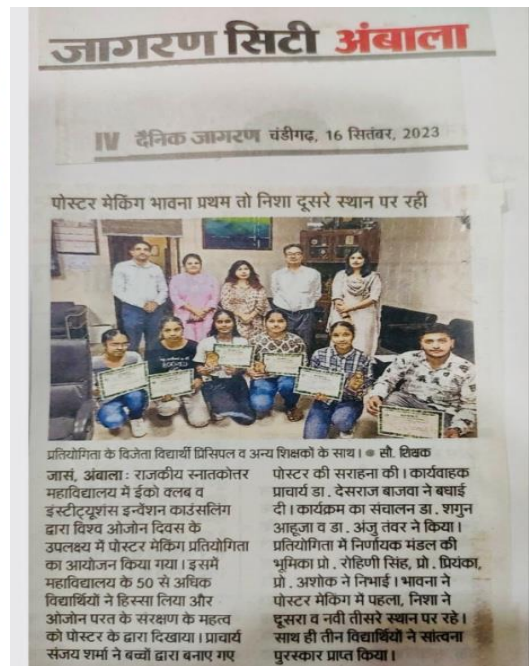 जागरण सिटी अंबाला
IV दैनिक जागरण चंडीगढ़, 16 सितंबर, 2023
पोस्टर मेकिंग भावना प्रथम तो निशा दूसरे स्थान पर रही
प्रतियोगिता के विजेता विद्यार्थी प्रिंसिपल व अन्य शिक्षकों के साथ। ● सौ. शिक्षक
जासं, अंबाला : राजकीय स्नातकोत्तर
महाविद्यालय में ईको क्लब व
इंस्टीट्यूशंस इन्वेंशन काउंसलिंग
द्वारा विश्व ओजोन दिवस के
उपलक्ष्य में पोस्टर मेकिंग प्रतियोगिता
का आयोजन किया गया। इसमें
महाविद्यालय के 50 से अधिक
विद्यार्थियों ने हिस्सा लिया और
ओजोन परत के संरक्षण के महत्व
को पोस्टर के द्वारा दिखाया। प्राचार्य
संजय शर्मा ने बच्चों द्वारा बनाए गए
पोस्टर की सराहना की। कार्यवाहक
प्राचार्य डा. देसराज बाजवा ने बधाई
दी। कार्यक्रम का संचालन डा. शगुन
आहूजा व डा. अंजु तंवर ने किया।
प्रतियोगिता में निर्णायक मंडल की
भूमिका प्रो. रोहिणी सिंह, प्रो. प्रियंका,
प्रो. अशोक ने निभाई। भावना ने
पोस्टर मेकिंग में पहला, निशा ने
दूसरा व नवी तीसरे स्थान पर रहे।
साथ ही तीन विद्यार्थियों ने सांत्वना
पुरस्कार प्राप्त किया।